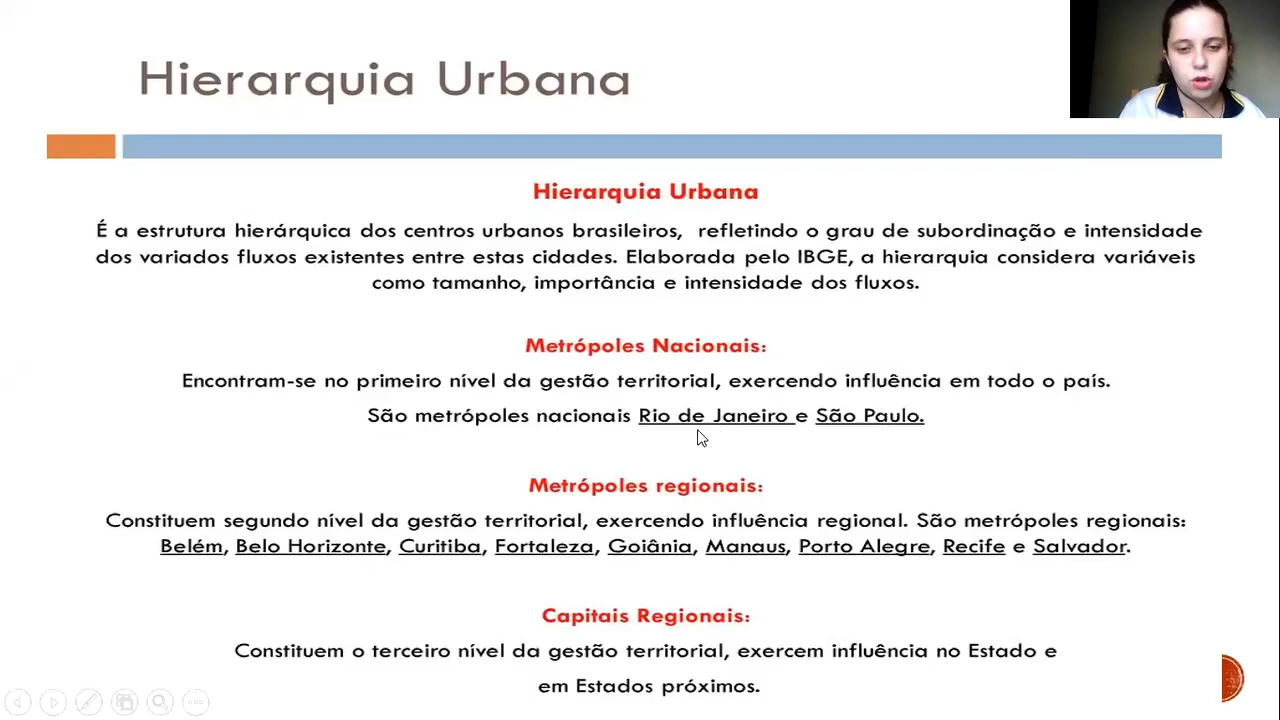 Hierarquia Urbana
Hierarquia Urbana
É a estrutura hierárquica dos centros urbanos brasileiros, refletindo o grau de subordinação e intensidade
dos variados fluxos existentes entre estas cidades. Elaborada pelo IBGE, a hierarquia considera variáveis
como tamanho, importância e intensidade dos fluxos.
Metrópoles Nacionais:
Encontram-se no primeiro nível da gestão territorial, exercendo influência em todo o país.
São metrópoles nacionais Rio de Janeiro e São Paulo.
Metrópoles regionais:
Constituem segundo nível da gestão territorial, exercendo influência regional. São metrópoles regionais:
Belém, Belo Horizonte, Curitiba, Fortaleza, Goiânia, Manaus, Porto Alegre, Recife e Salvador.
Capitais Regionais:
Constituem o terceiro nível da gestão territorial, exercem influência no Estado e
em Estados próximos.